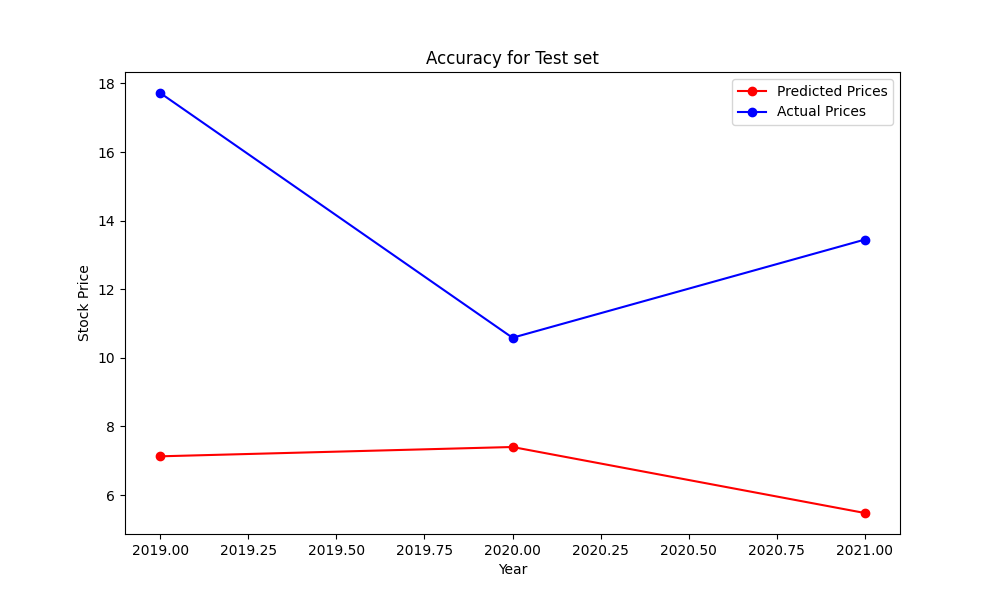 Accuracy for Test set
Predicted Prices
Actual Prices
18
16
14
12
10
8
6
Stock Price
2019.00 2019.25 2019.50 2019.75 2020.00 2020.25 2020.50 2020.75 2021.00
Year